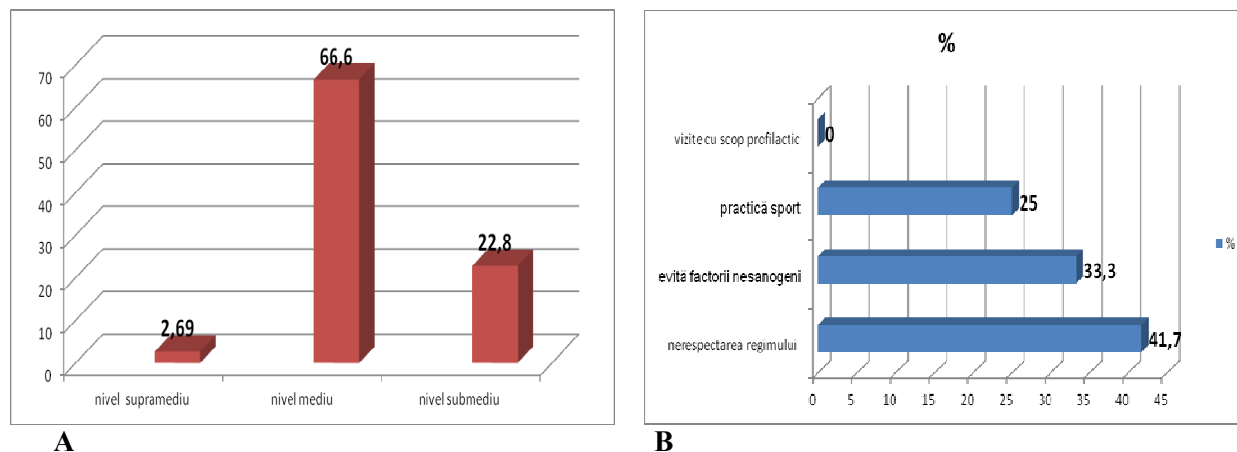 70
60
50
40
30
20
10
0
2,69
66,6
22,8
nivel supramediu
nivel mediu
nivel submediu
A
%
vizite cu scop profilactic
0
practică sport
25
evită factorii nesanogeni
33,3
nerespectarea regimului
41,7
0 5 10 15 20 25 30 35 40 45
%
B